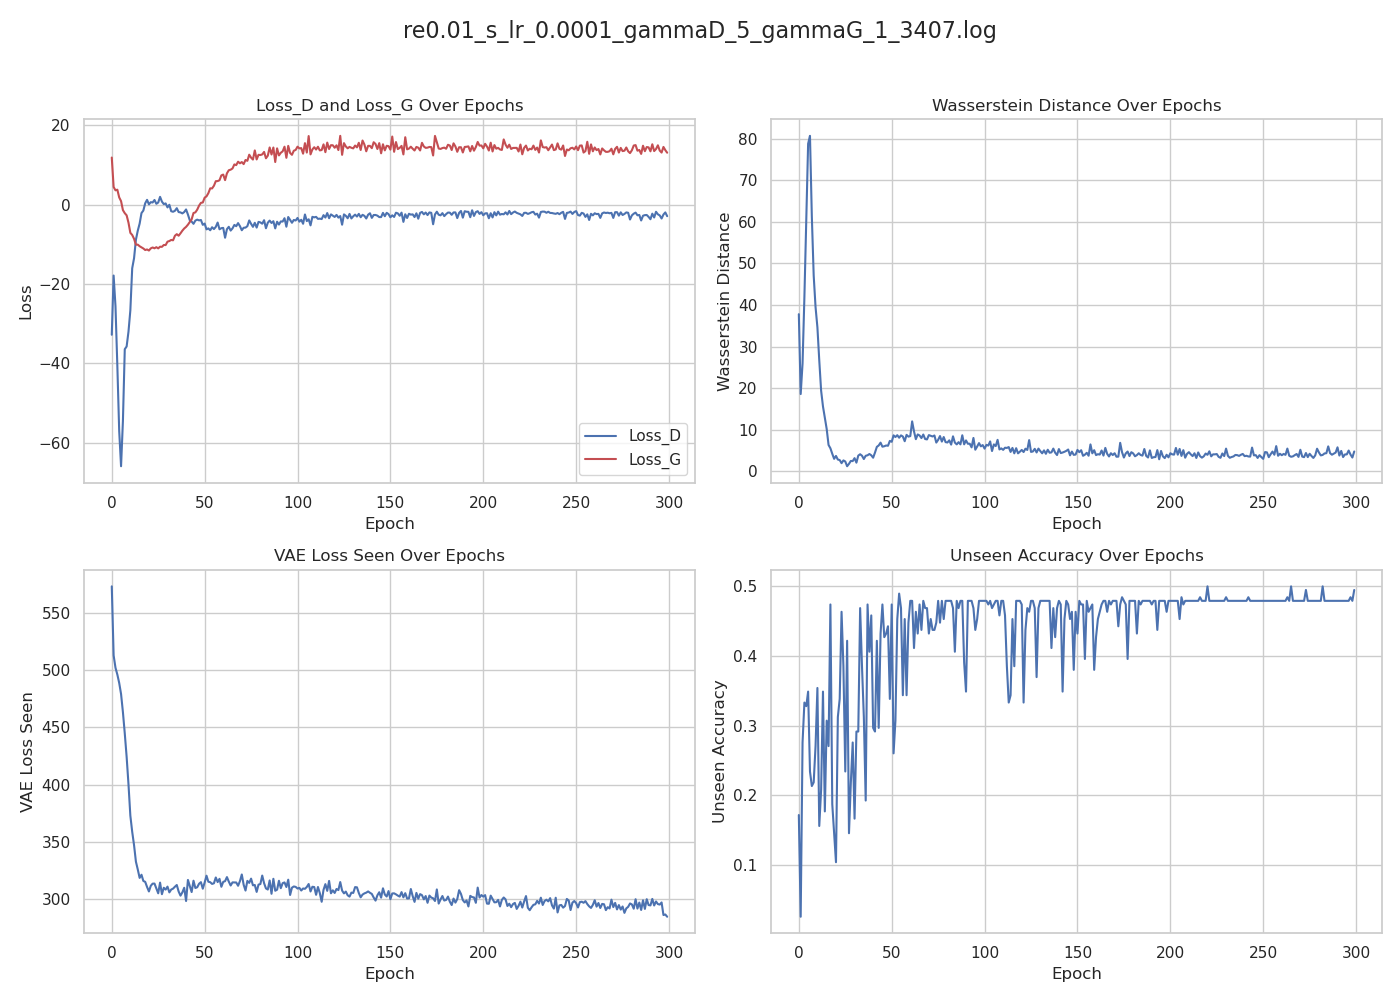 re0.01_s_lr_0.0001_gammaD_5_gammaG_1_3407.log
Loss_D and Loss_G Over Epochs
20
0
−20
−40
−60
Loss
Loss_D
Loss_G
0 50 100 150 200 250 300
Epoch
Wasserstein Distance Over Epochs
80
70
60
50
40
30
20
10
0
Wasserstein Distance
0 50 100 150 200 250 300
Epoch
VAE Loss Seen Over Epochs
550
500
450
400
350
300
VAE Loss Seen
0 50 100 150 200 250 300
Epoch
Unseen Accuracy Over Epochs
0.5
0.4
0.3
0.2
0.1
Unseen Accuracy
0 50 100 150 200 250 300
Epoch